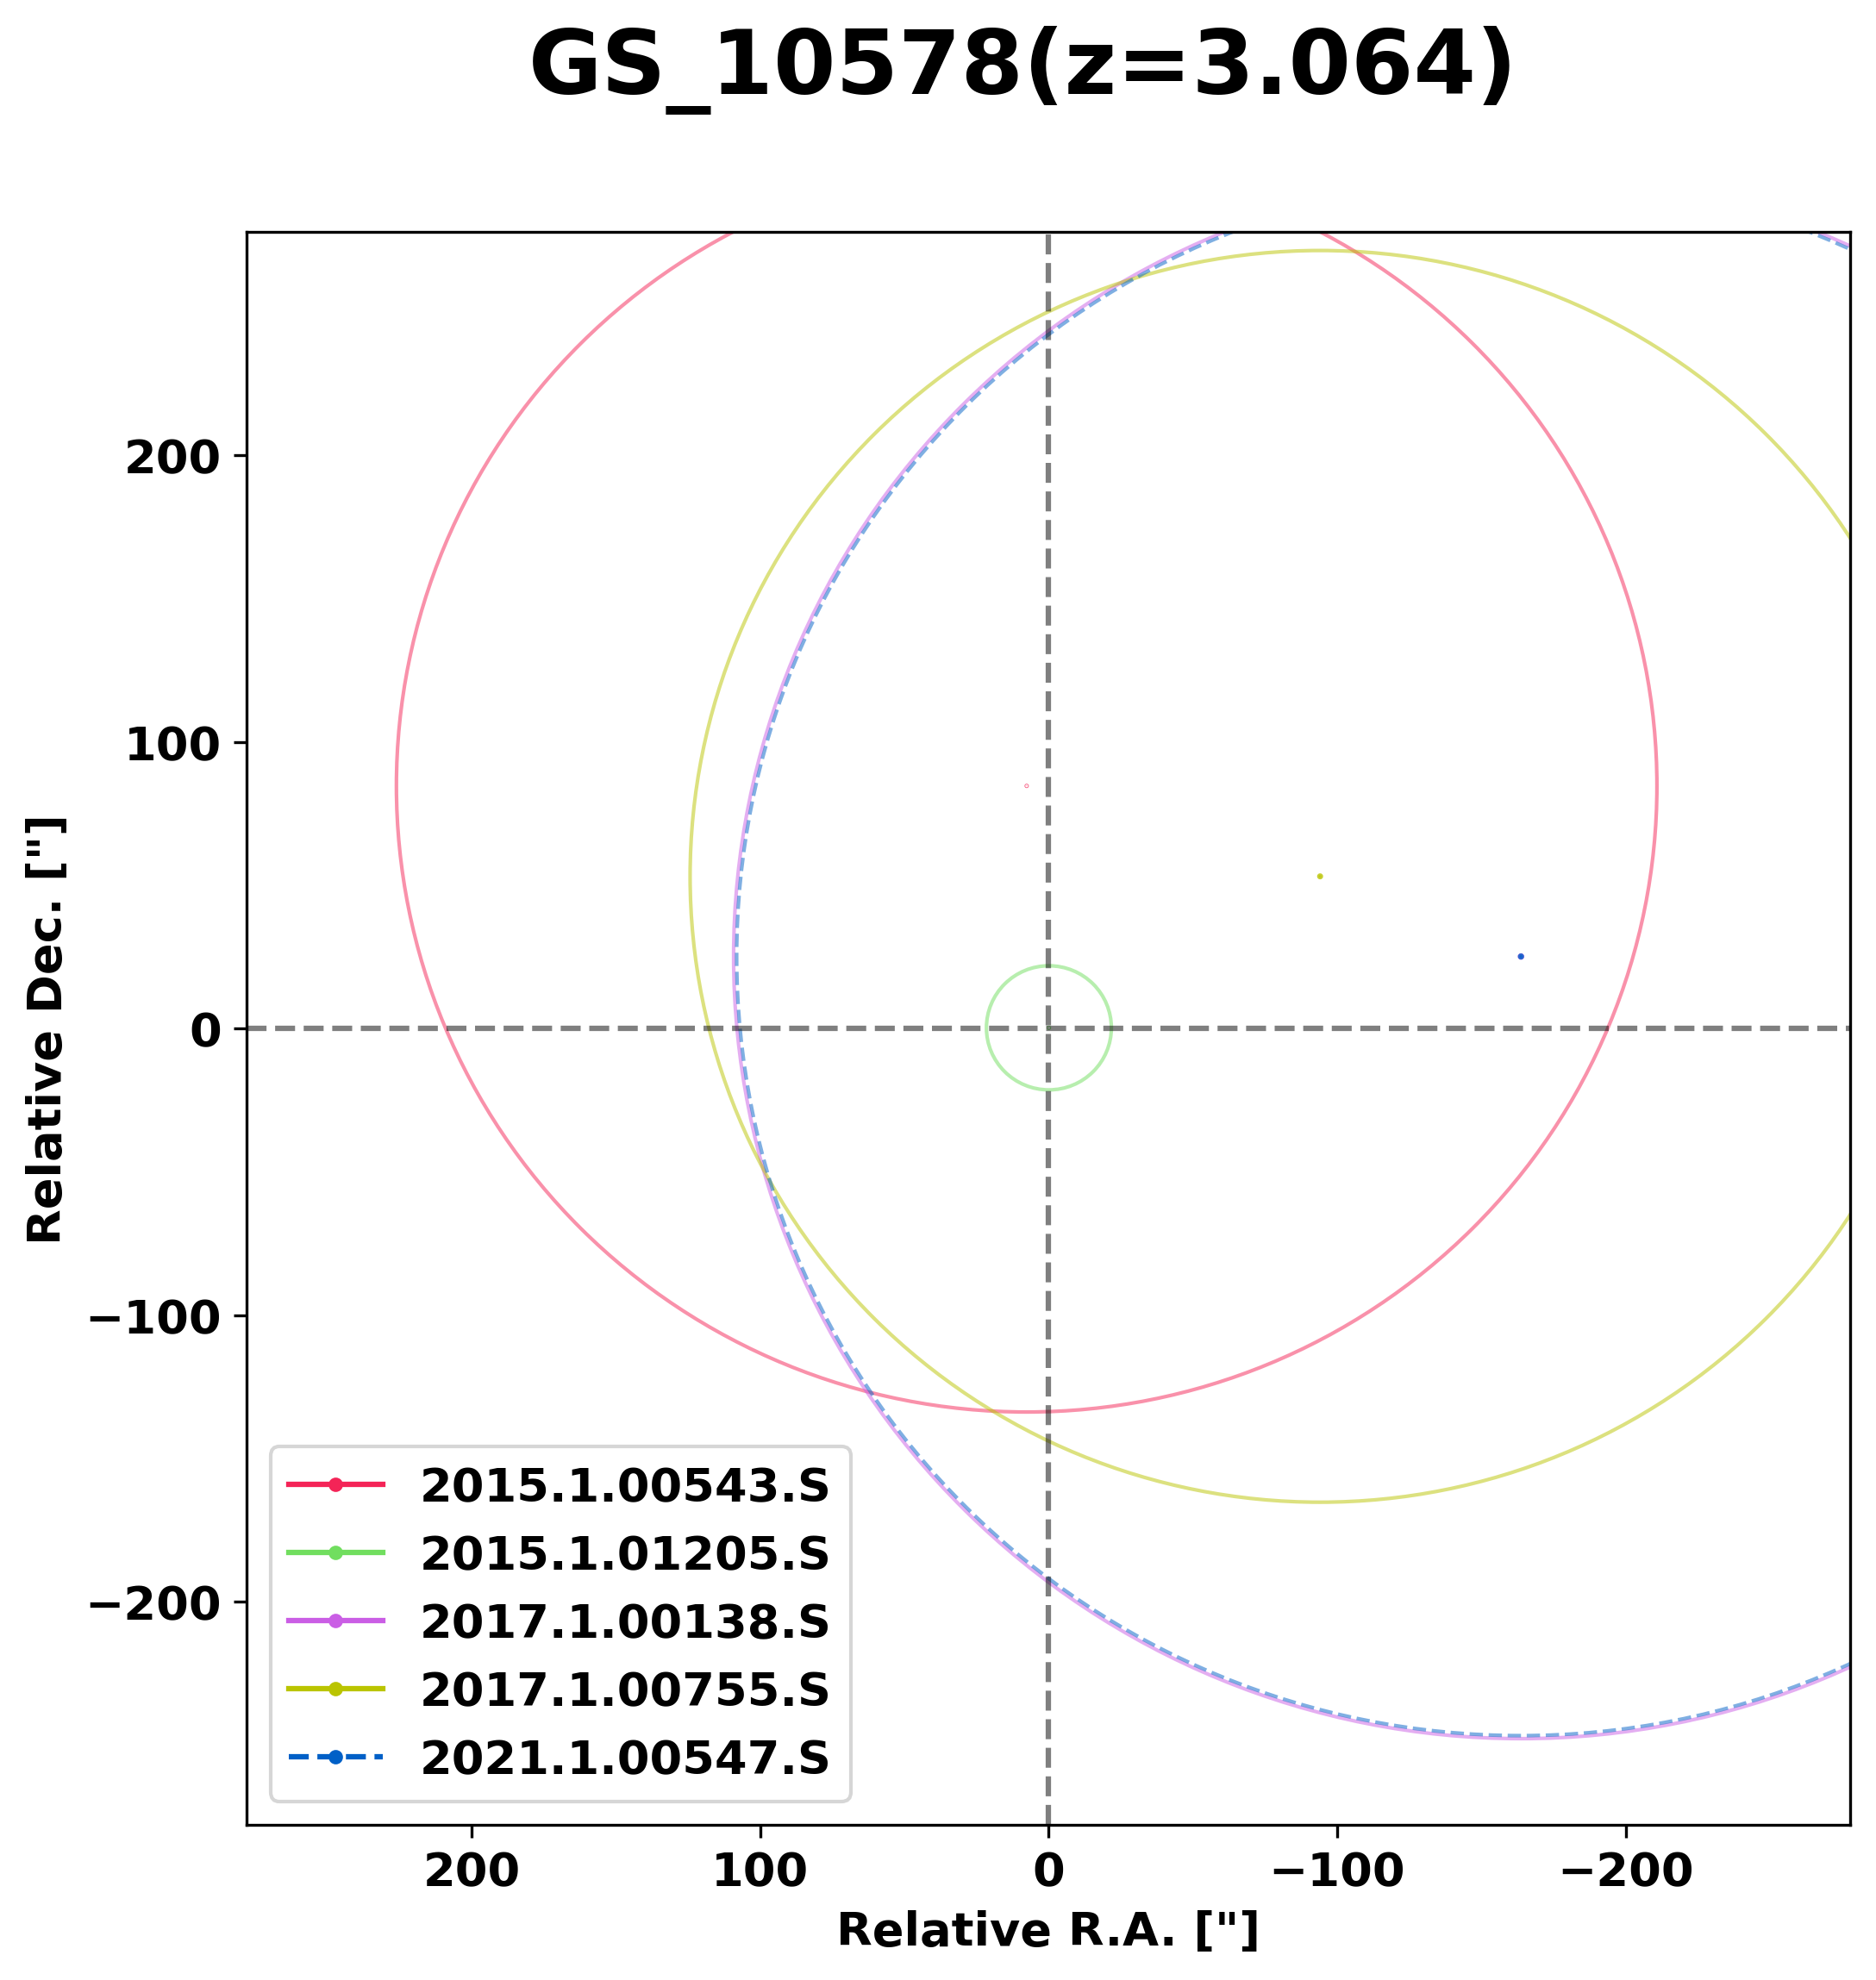 GS_10578(z=3.064)
200
100
0
−100
−200
Relative Dec. ["]
2015.1.00543.S
2015.1.01205.S
2017.1.00138.S
2017.1.00755.S
2021.1.00547.S
200 100 0 −100 −200
Relative R.A. ["]